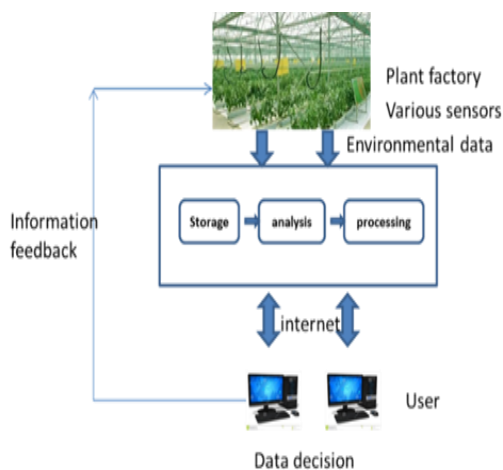 Plant factory
Various sensors
Environmental data
Storage
analysis
processing
Information
feedback
internet
User
Data decision